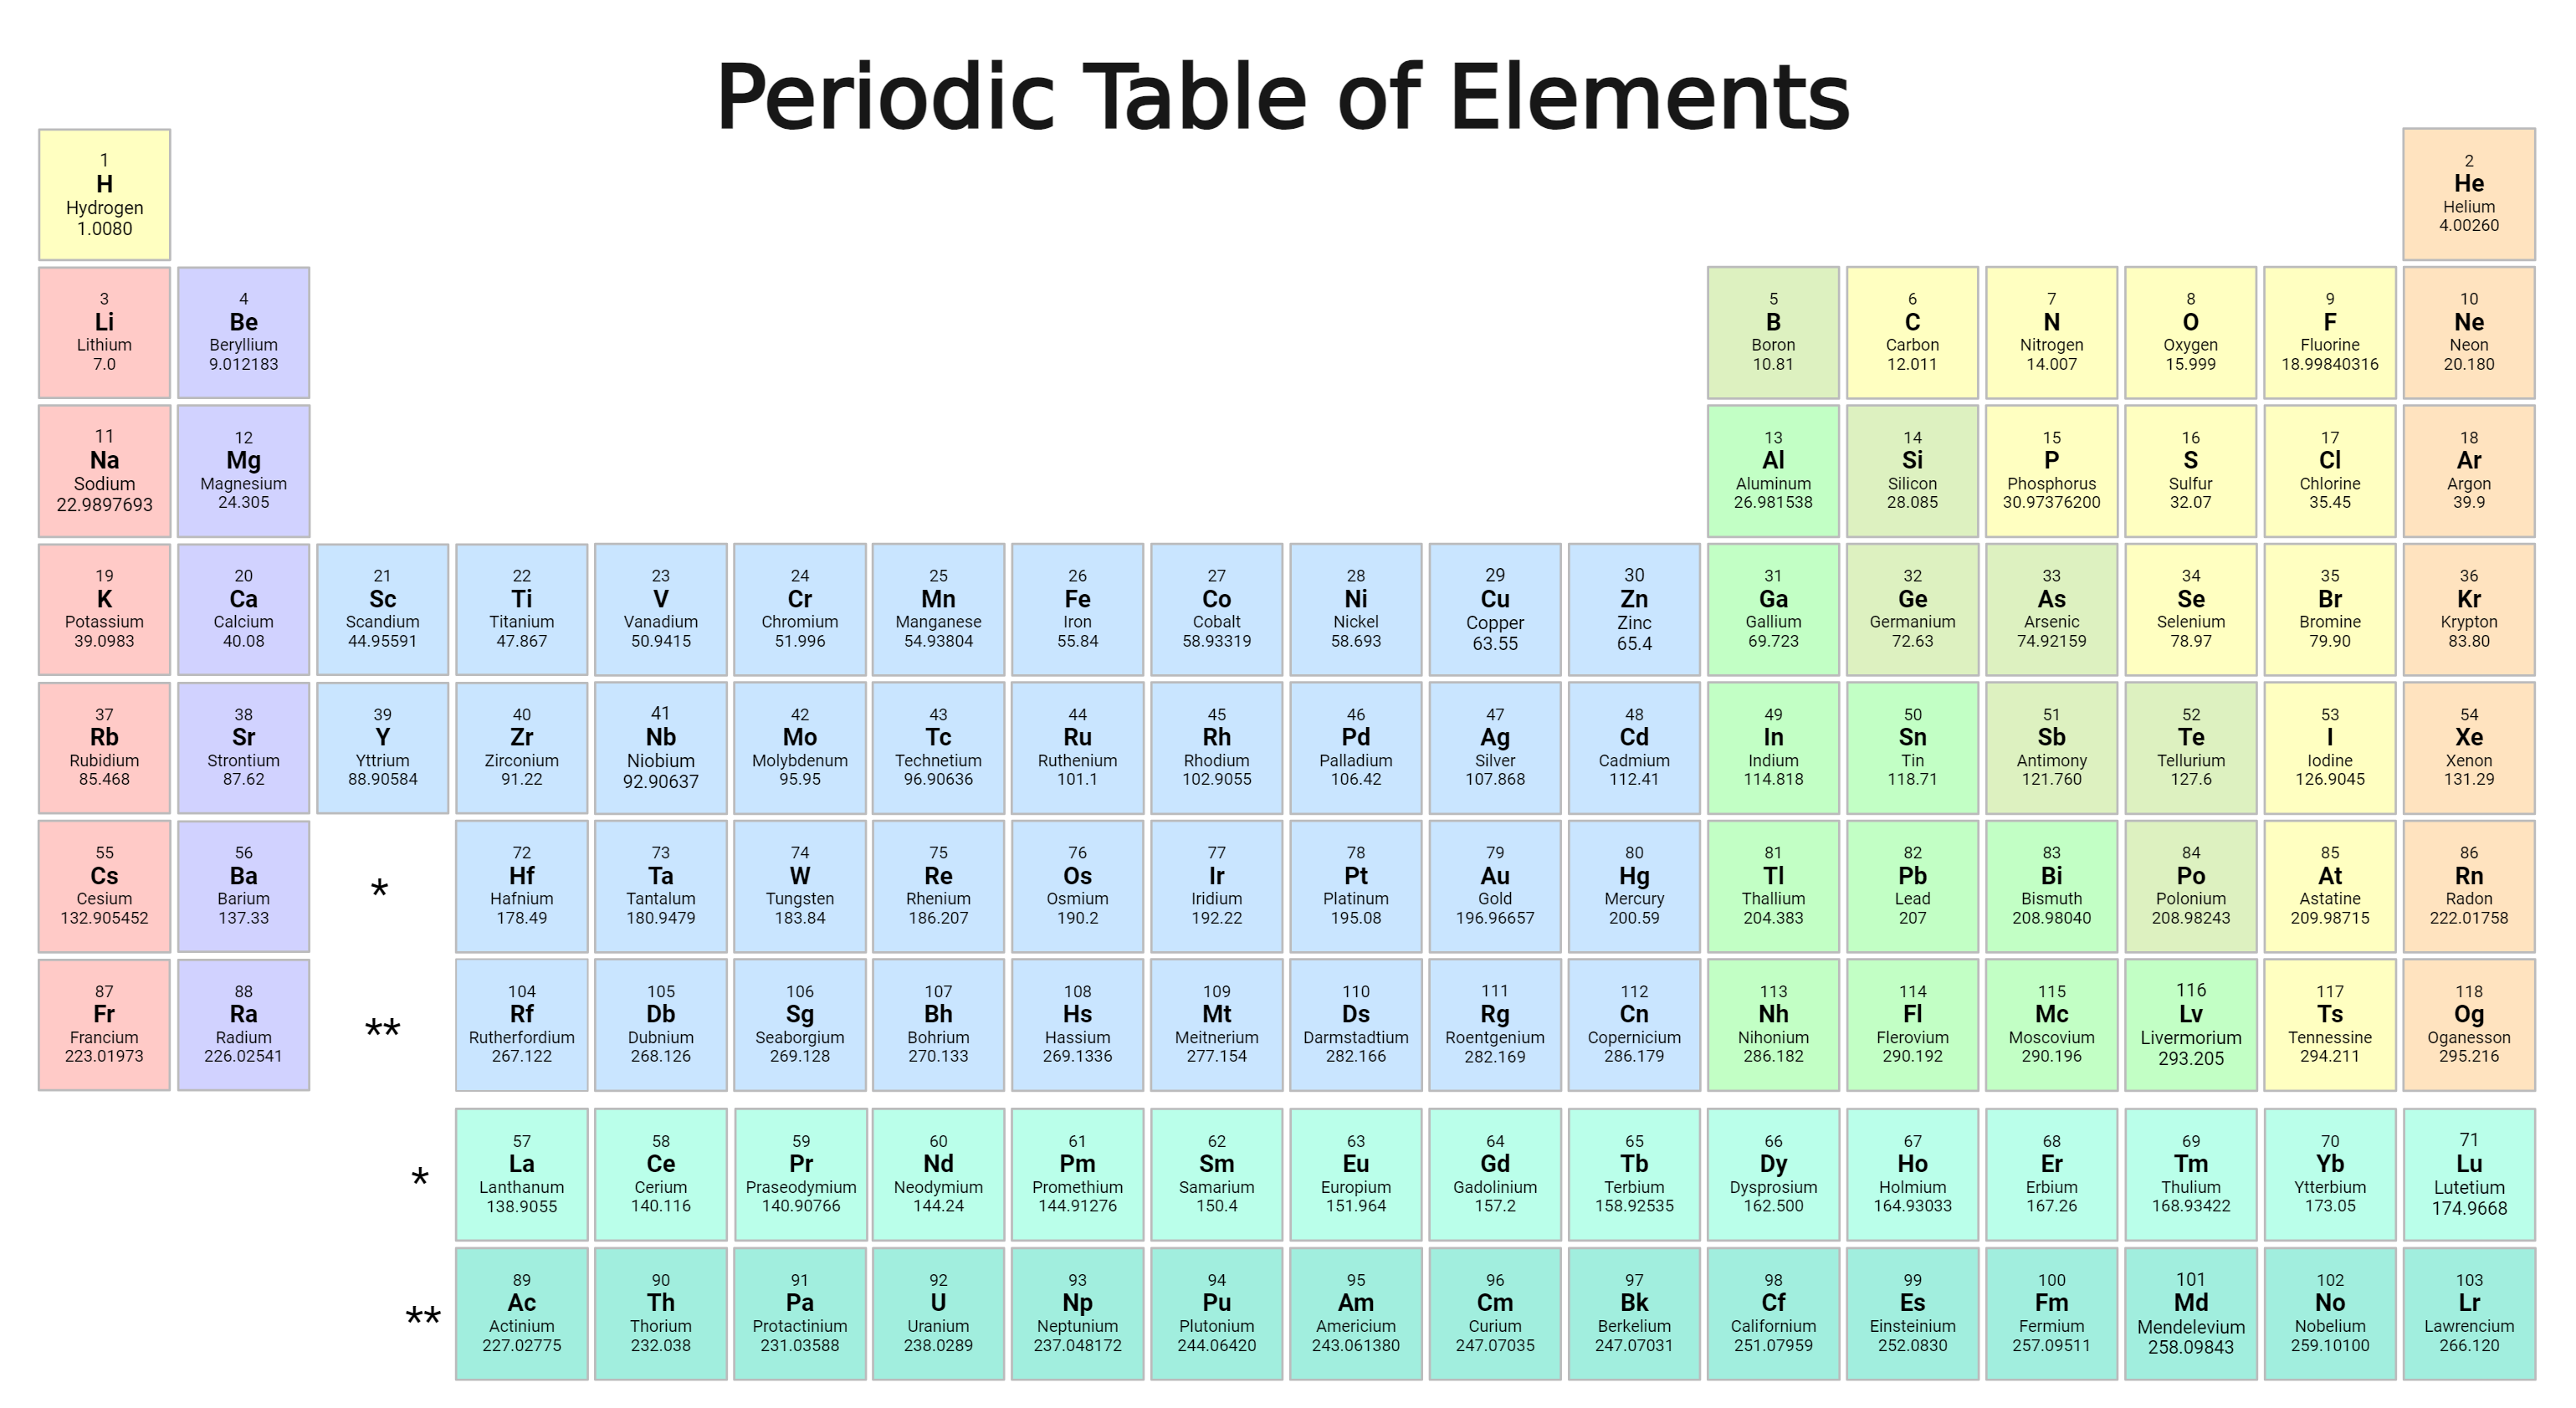 Periodic Table of Elements
1
H
Hydrogen
1.0080
2
He
Helium
4.00260
3
Li
Lithium
7.0
4
Be
Beryllium
9.012183
5
B
Boron
10.81
6
C
Carbon
12.011
7
N
Nitrogen
14.007
8
O
Oxygen
15.999
9
F
Fluorine
18.99840316
10
Ne
Neon
20.180
11
Na
Sodium
22.9897693
12
Mg
Magnesium
24.305
13
Al
Aluminum
26.981538
14
Si
Silicon
28.085
15
P
Phosphorus
30.97376200
16
S
Sulfur
32.07
17
Cl
Chlorine
35.45
18
Ar
Argon
39.9
19
K
Potassium
39.0983
20
Ca
Calcium
40.08
21
Sc
Scandium
44.95591
22
Ti
Titanium
47.867
23
V
Vanadium
50.9415
24
Cr
Chromium
51.996
25
Mn
Manganese
54.93804
26
Fe
Iron
55.84
27
Co
Cobalt
58.93319
28
Ni
Nickel
58.693
29
Cu
Copper
63.55
30
Zn
Zinc
65.4
31
Ga
Gallium
69.723
32
Ge
Germanium
72.63
33
As
Arsenic
74.92159
34
Se
Selenium
78.97
35
Br
Bromine
79.90
36
Kr
Krypton
83.80
37
Rb
Rubidium
85.468
38
Sr
Strontium
87.62
39
Y
Yttrium
88.90584
40
Zr
Zirconium
91.22
41
Nb
Niobium
92.90637
42
Mo
Molybdenum
95.95
43
Tc
Technetium
96.90636
44
Ru
Ruthenium
101.1
45
Rh
Rhodium
102.9055
46
Pd
Palladium
106.42
47
Ag
Silver
107.868
48
Cd
Cadmium
112.41
49
In
Indium
114.818
50
Sn
Tin
118.71
51
Sb
Antimony
121.760
52
Te
Tellurium
127.6
53
I
Iodine
126.9045
54
Xe
Xenon
131.29
55
Cs
Cesium
132.905452
56
Ba
Barium
137.33
*
72
Hf
Hafnium
178.49
73
Ta
Tantalum
180.9479
74
W
Tungsten
183.84
75
Re
Rhenium
186.207
76
Os
Osmium
190.2
77
Ir
Iridium
192.22
78
Pt
Platinum
195.08
79
Au
Gold
196.96657
80
Hg
Mercury
200.59
81
Tl
Thallium
204.383
82
Pb
Lead
207
83
Bi
Bismuth
208.98040
84
Po
Polonium
208.98243
85
At
Astatine
209.98715
86
Rn
Radon
222.01758
87
Fr
Francium
223.01973
88
Ra
Radium
226.02541
**
104
Rf
Rutherfordium
267.122
105
Db
Dubnium
268.126
106
Sg
Seaborgium
269.128
107
Bh
Bohrium
270.133
108
Hs
Hassium
269.1336
109
Mt
Meitnerium
277.154
110
Ds
Darmstadtium
282.166
111
Rg
Roentgenium
282.169
112
Cn
Copernicium
286.179
113
Nh
Nihonium
286.182
114
Fl
Flerovium
290.192
115
Mc
Moscovium
290.196
116
Lv
Livermorium
293.205
117
Ts
Tennessine
294.211
118
Og
Oganesson
295.216
*
57
La
Lanthanum
138.9055
58
Ce
Cerium
140.116
59
Pr
Praseodymium
140.90766
60
Nd
Neodymium
144.24
61
Pm
Promethium
144.91276
62
Sm
Samarium
150.4
63
Eu
Europium
151.964
64
Gd
Gadolinium
157.2
65
Tb
Terbium
158.92535
66
Dy
Dysprosium
162.500
67
Ho
Holmium
164.93033
68
Er
Erbium
167.26
69
Tm
Thulium
168.93422
70
Yb
Ytterbium
173.05
71
Lu
Lutetium
174.9668
**
89
Ac
Actinium
227.02775
90
Th
Thorium
232.038
91
Pa
Protactinium
231.03588
92
U
Uranium
238.0289
93
Np
Neptunium
237.048172
94
Pu
Plutonium
244.06420
95
Am
Americium
243.061380
96
Cm
Curium
247.07035
97
Bk
Berkelium
247.07031
98
Cf
Californium
251.07959
99
Es
Einsteinium
252.0830
100
Fm
Fermium
257.09511
101
Md
Mendelevium
258.09843
102
No
Nobelium
259.10100
103
Lr
Lawrencium
266.120